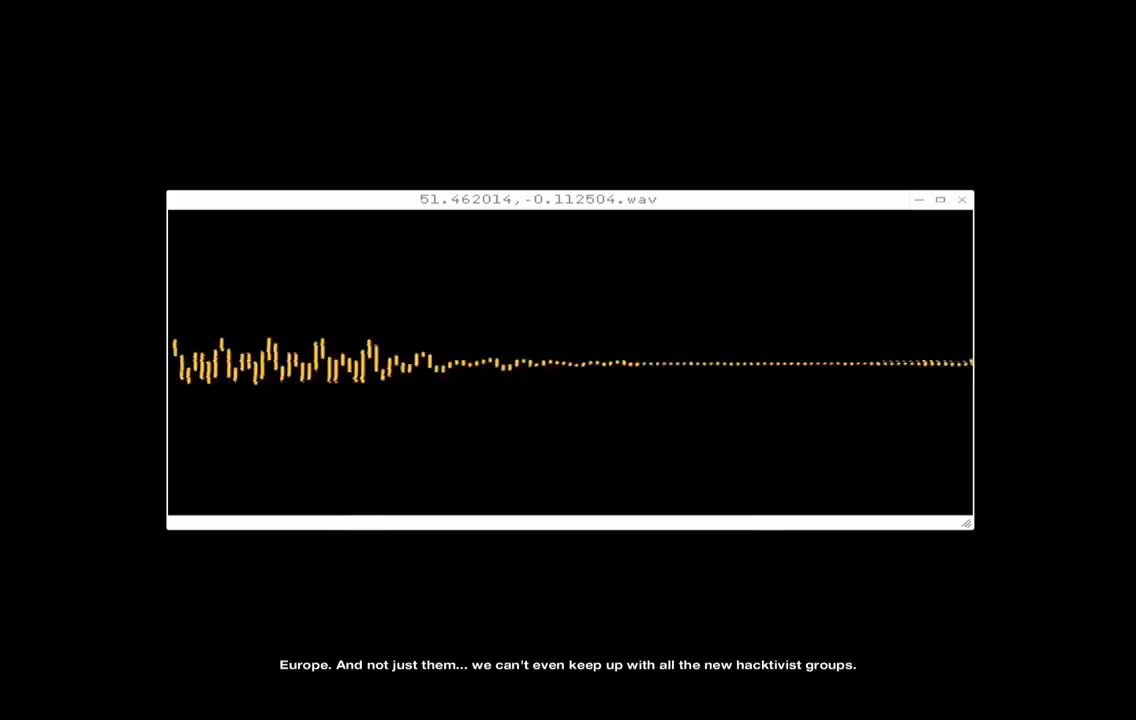 51.462014,-0.112504.wav
Europe. And not just them... we can't even keep up with all the new hacktivist groups.